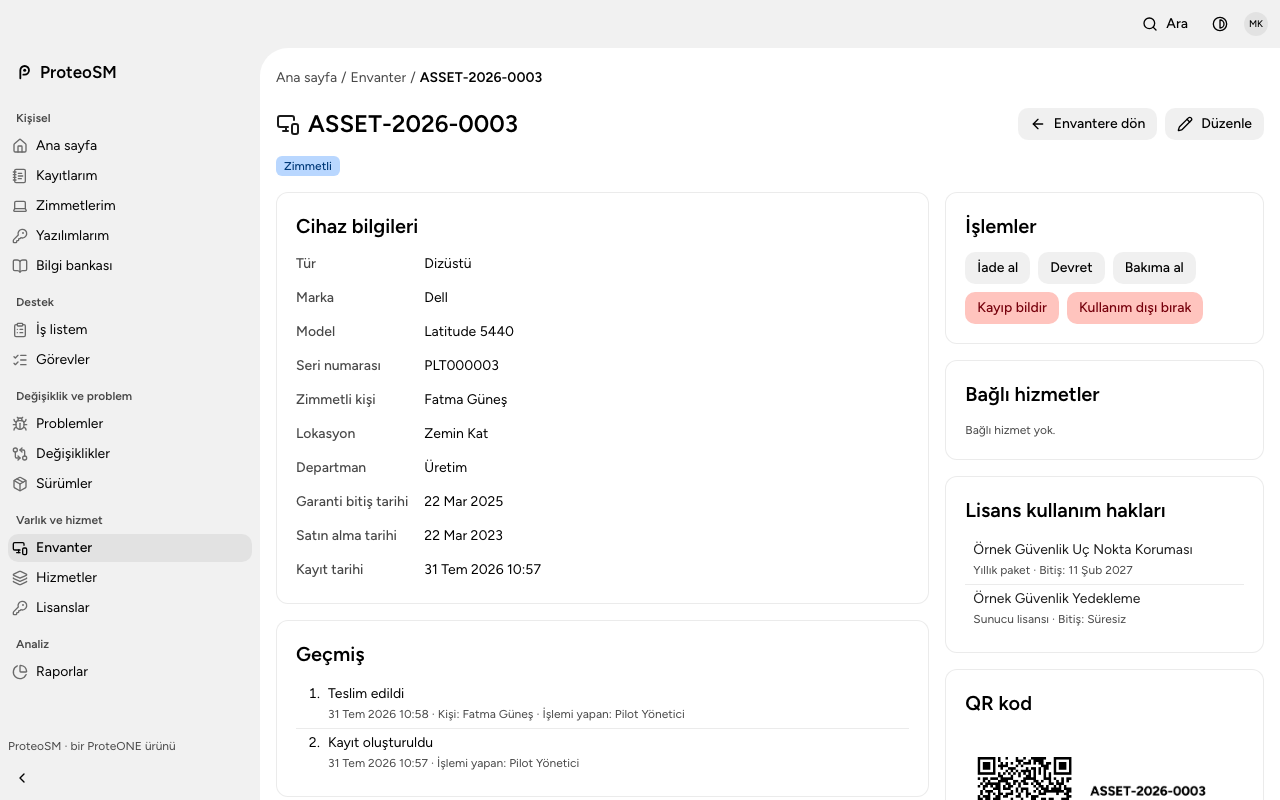 Ara
MK
ProteoSM
Kişisel
Ana sayfa
Kayıtlarım
Zimmetlerim
Yazılımlarım
Bilgi bankası
Destek
İş listem
Görevler
Değişiklik ve problem
Problemler
Değişiklikler
Sürümler
Varlık ve hizmet
Envanter
Hizmetler
Lisanslar
Analiz
Raporlar
ProteoSM · bir ProteONE ürünü
Ana sayfa / Envanter / ASSET-2026-0003
ASSET-2026-0003
Envantere dön
Düzenle
Zimmetli
Cihaz bilgileri
Tür Dizüstü
Marka Dell
Model Latitude 5440
Seri numarası PLT000003
Zimmetli kişi Fatma Güneş
Lokasyon Zemin Kat
Departman Üretim
Garanti bitiş tarihi 22 Mar 2025
Satın alma tarihi 22 Mar 2023
Kayıt tarihi 31 Tem 2026 10:57
Geçmiş
1. Teslim edildi
31 Tem 2026 10:58 · Kişi: Fatma Güneş · İşlemi yapan: Pilot Yönetici
2. Kayıt oluşturuldu
31 Tem 2026 10:57 · İşlemi yapan: Pilot Yönetici
İşlemler
İade al Devret Bakıma al
Kayıp bildir Kullanım dışı bırak
Bağlı hizmetler
Bağlı hizmet yok.
Lisans kullanım hakları
Örnek Güvenlik Uç Nokta Koruması
Yıllık paket · Bitiş: 11 Şub 2027
Örnek Güvenlik Yedekleme
Sunucu lisansı · Bitiş: Süresiz
QR kod
ASSET-2026-0003